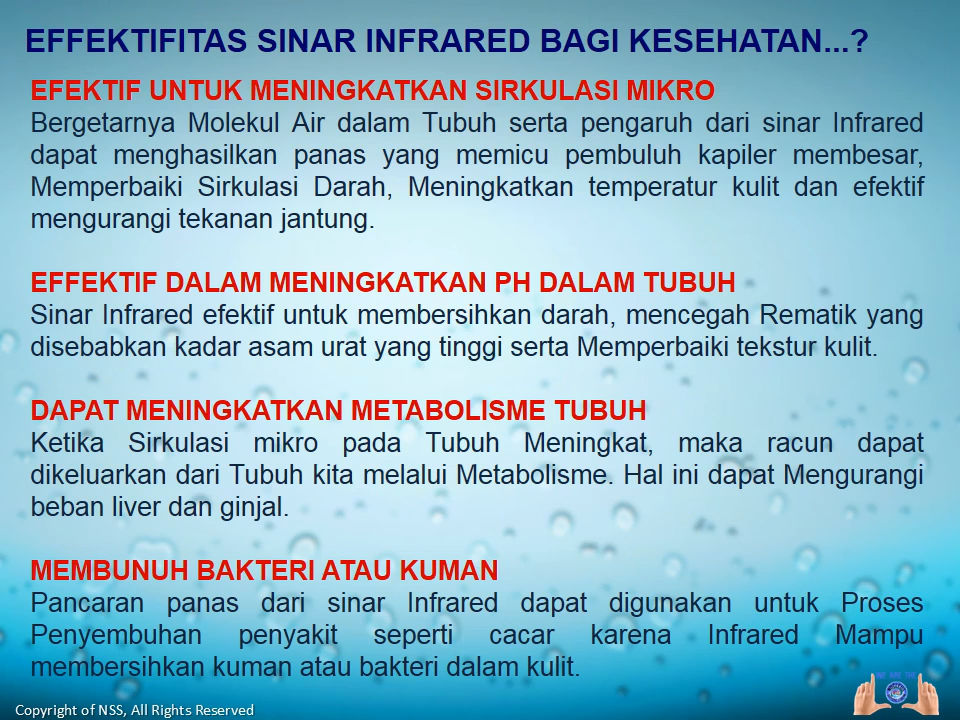 EFFEKTIFITAS SINAR INFRARED BAGI KESEHATAN...?
EFEKTIF UNTUK MENINGKATKAN SIRKULASI MIKRO
Bergetarnya Molekul Air dalam Tubuh serta pengaruh dari sinar Infrared
dapat menghasilkan panas yang memicu pembuluh kapiler membesar,
Memperbaiki Sirkulasi Darah, Meningkatkan temperatur kulit dan efektif
mengurangi tekanan jantung.
EFFEKTIF DALAM MENINGKATKAN PH DALAM TUBUH
Sinar Infrared efektif untuk membersihkan darah, mencegah Rematik yang
disebabkan kadar asam urat yang tinggi serta Memperbaiki tekstur kulit.
DAPAT MENINGKATKAN METABOLISME TUBUH
Ketika Sirkulasi mikro pada Tubuh Meningkat, maka racun dapat
dikeluarkan dari Tubuh kita melalui Metabolisme. Hal ini dapat Mengurangi
beban liver dan ginjal.
MEMBUNUH BAKTERI ATAU KUMAN
Pancaran panas dari sinar Infrared dapat digunakan untuk Proses
Penyembuhan penyakit seperti cacar karena Infrared Mampu
membersihkan kuman atau bakteri dalam kulit.
WE ARE THE
Copyright of NSS, All Rights Reserved